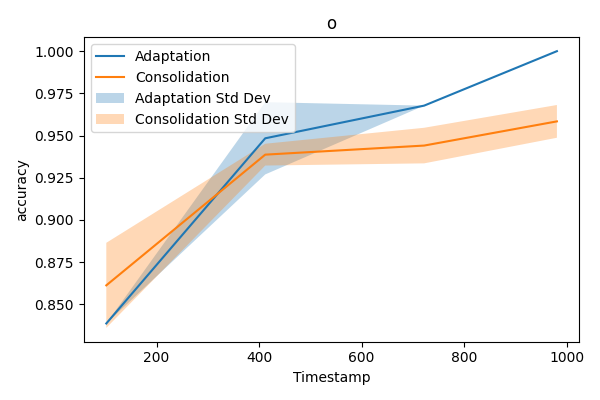 o
1.000
0.975
0.950
0.925
0.900
0.875
0.850
accuracy
Adaptation
Consolidation
Adaptation Std Dev
Consolidation Std Dev
200
400
600
800
1000
Timestamp